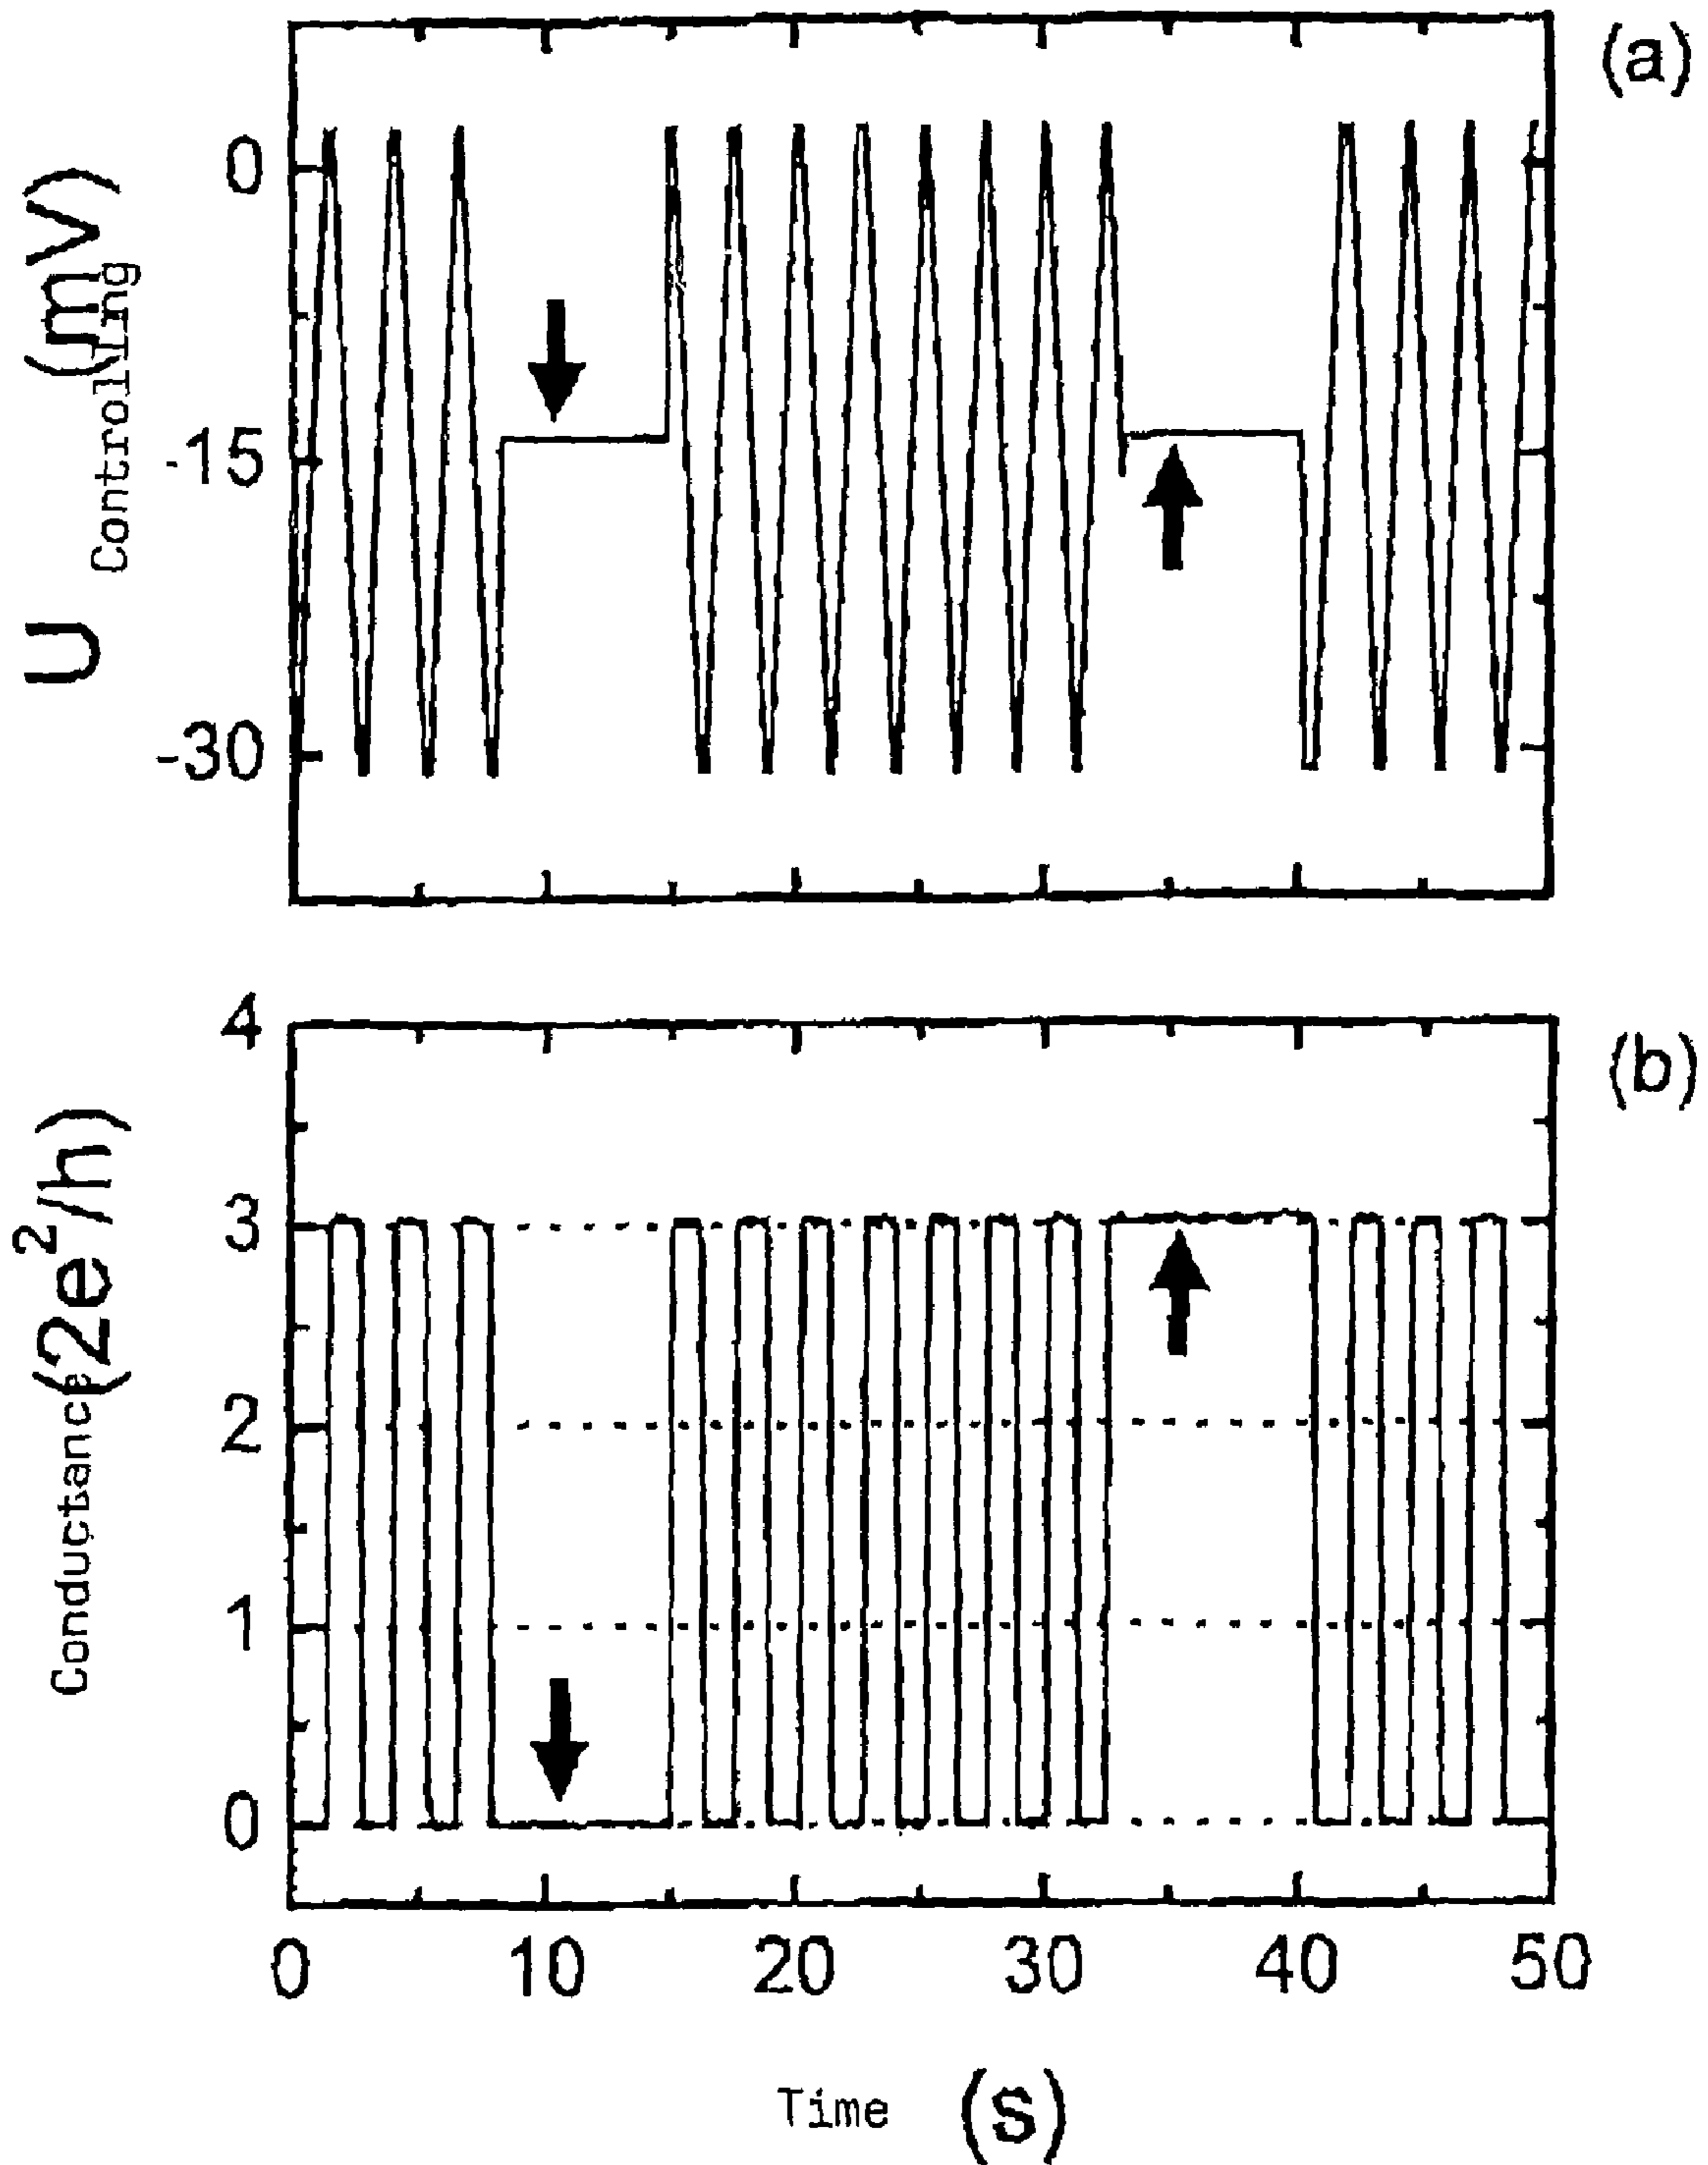 (a)
U Controlling (mV)
0
-15
-30
(b)
Conductance (2e²/h)
4
3
2
1
0
0 10 20 30 40 50
Time (s)